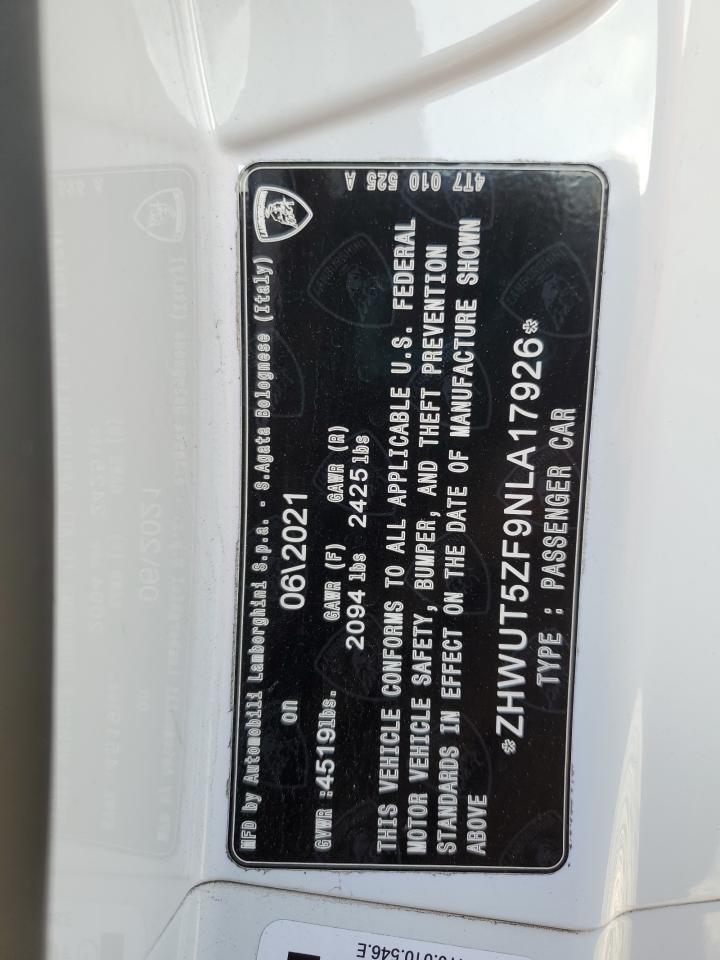 4T7 010 525 A
MFD by Automobili Lamborghini S.p.a. - S.Agata Bolognese (Italy)
on 06\2021
GAWR (F) GAWR (R)
GVWR :4519lbs. 2094 lbs 2425 lbs
THIS VEHICLE CONFORMS TO ALL APPLICABLE U.S. FEDERAL
MOTOR VEHICLE SAFETY, BUMPER, AND THEFT PREVENTION
STANDARDS IN EFFECT ON THE DATE OF MANUFACTURE SHOWN
ABOVE
*ZHWUT5ZF9NLA17926*
TYPE : PASSENGER CAR
.010.546.E